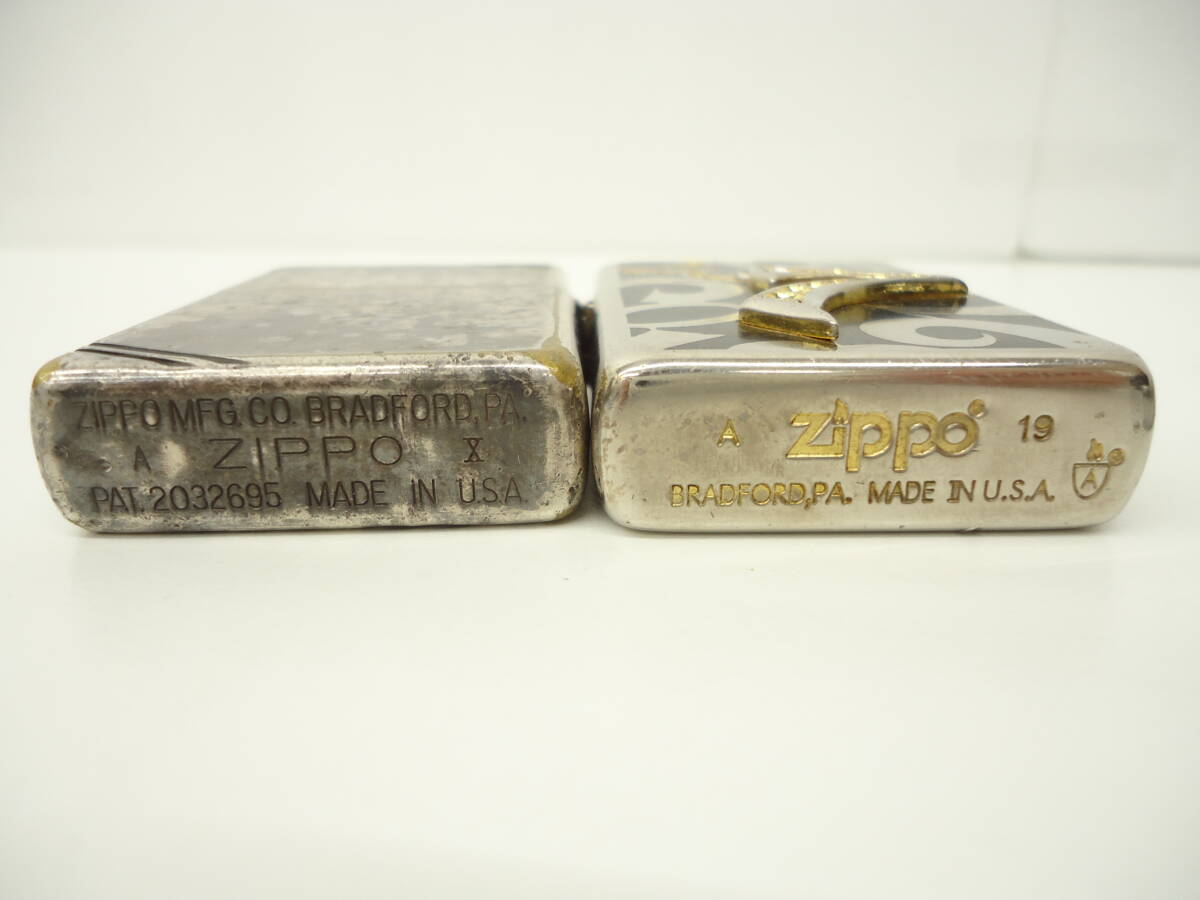 ZIPPO MFG. CO. BRADFORD, PA.
A ZIPPO X
PAT. 2032695 MADE IN U.S.A.
A Zippo 19
BRADFORD, PA. MADE IN U.S.A.
A